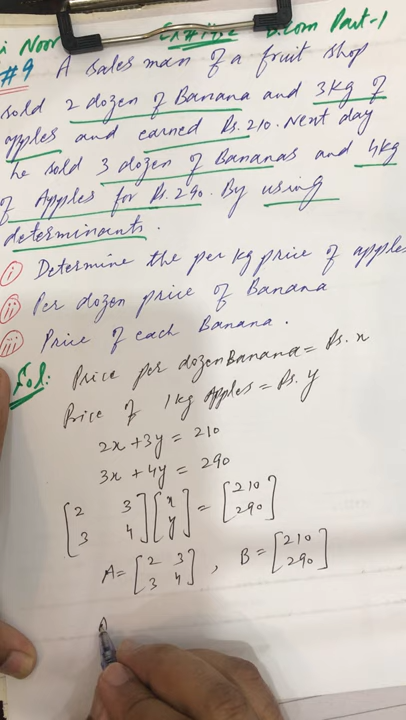 Noor B.Com Part-1
#9 A sales man of a fruit shop
sold 2 dozen of Banana and 3kg of
apples and earned Rs.210. Next day
he sold 3 dozen of Bananas and 4kg
of Apples for Rs.290. By using
determinants.
(i) Determine the per kg price of apples
(ii) Per dozen price of Banana
(iii) Price of each Banana.
Sol: Price per dozen Banana = Rs. x
Price of 1kg Apples = Rs. y
2x + 3y = 210
3x + 4y = 290
[2 3 [x = [210
3 4] y] 290]
A = [2 3 , B = [210
3 4] 290]